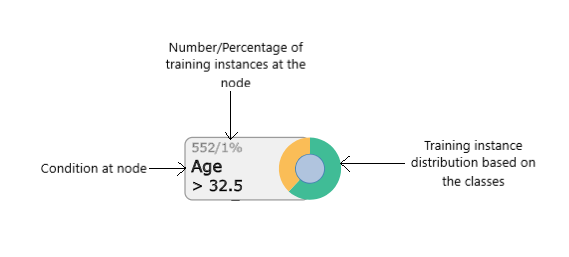 Number/Percentage of
training instances at the
node
552/1%
Age
> 32.5
Condition at node
Training instance
distribution based on
the classes